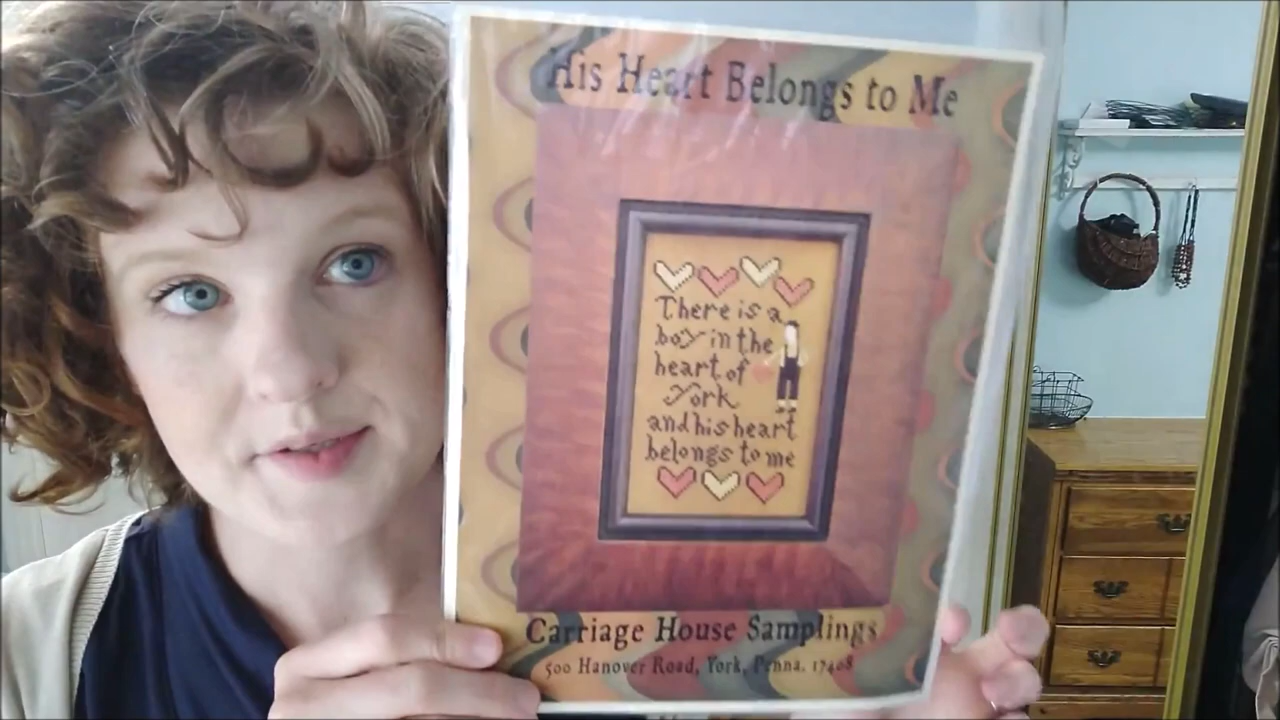 His Heart Belongs to Me
There is a
boy in the
heart of
York
and his heart
belongs to me
Carriage House Samplings
500 Hanover Road, York, Penna. 17408